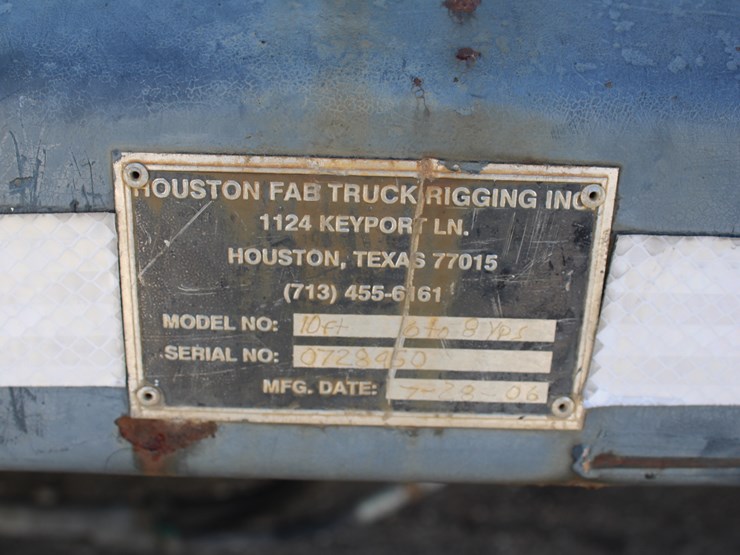 HOUSTON FAB TRUCK RIGGING INC
1124 KEYPORT LN.
HOUSTON, TEXAS 77015
(713) 455-6161
MODEL NO: 10ft 6 to 8 YDS
SERIAL NO: 0728450
MFG. DATE: 7-28-06